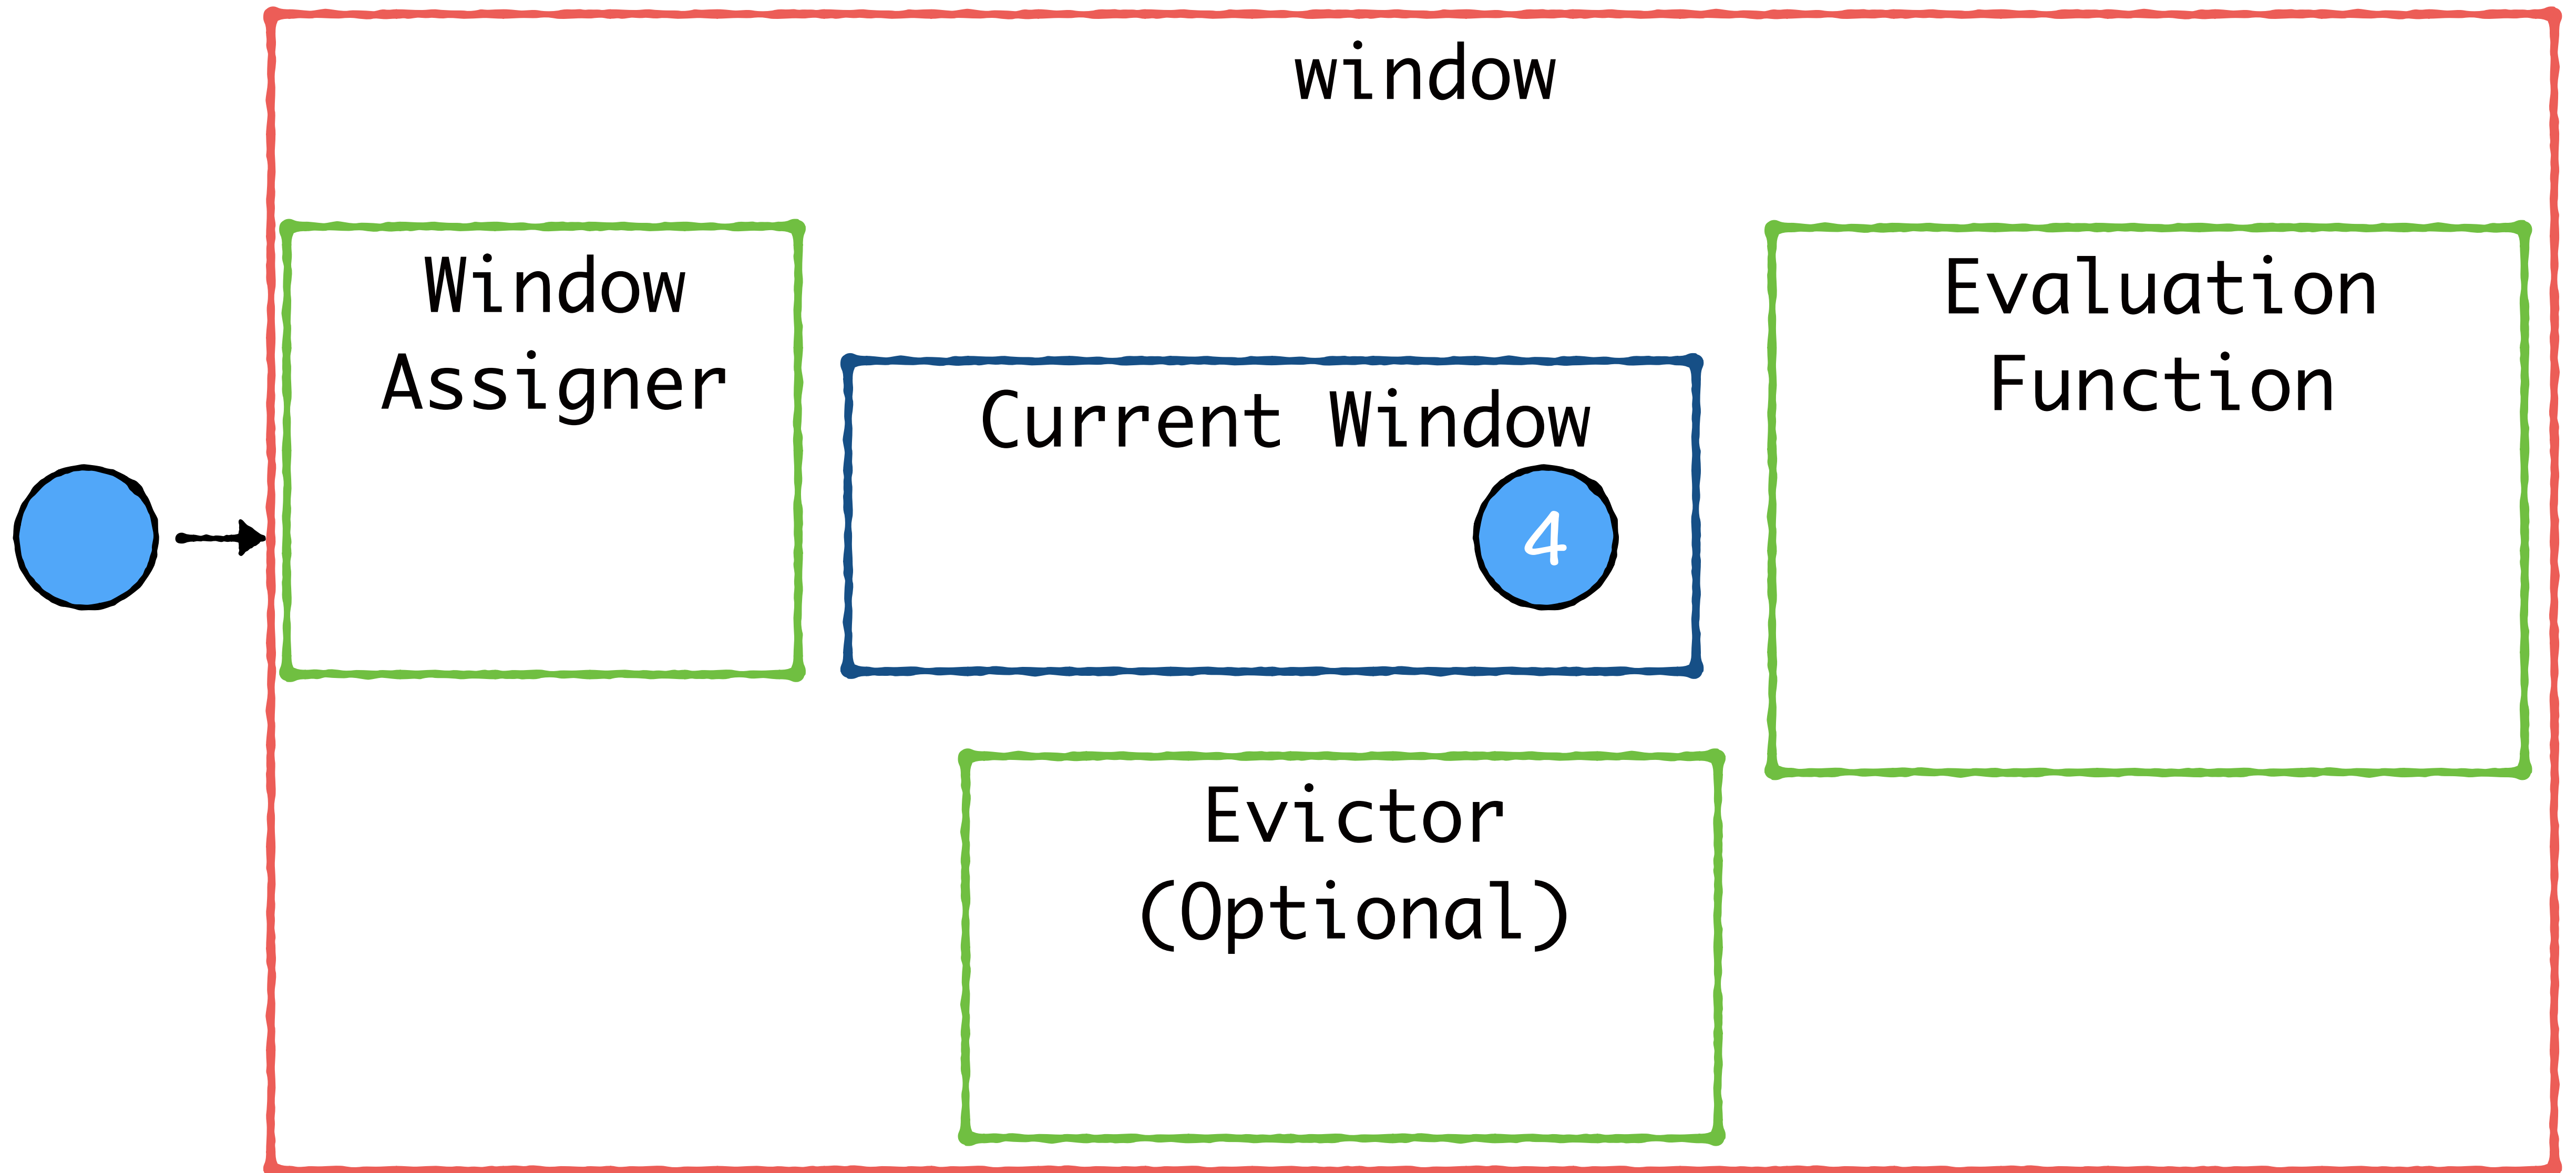 window
Window
Assigner
Current Window
4
Evaluation
Function
Evictor
(Optional)